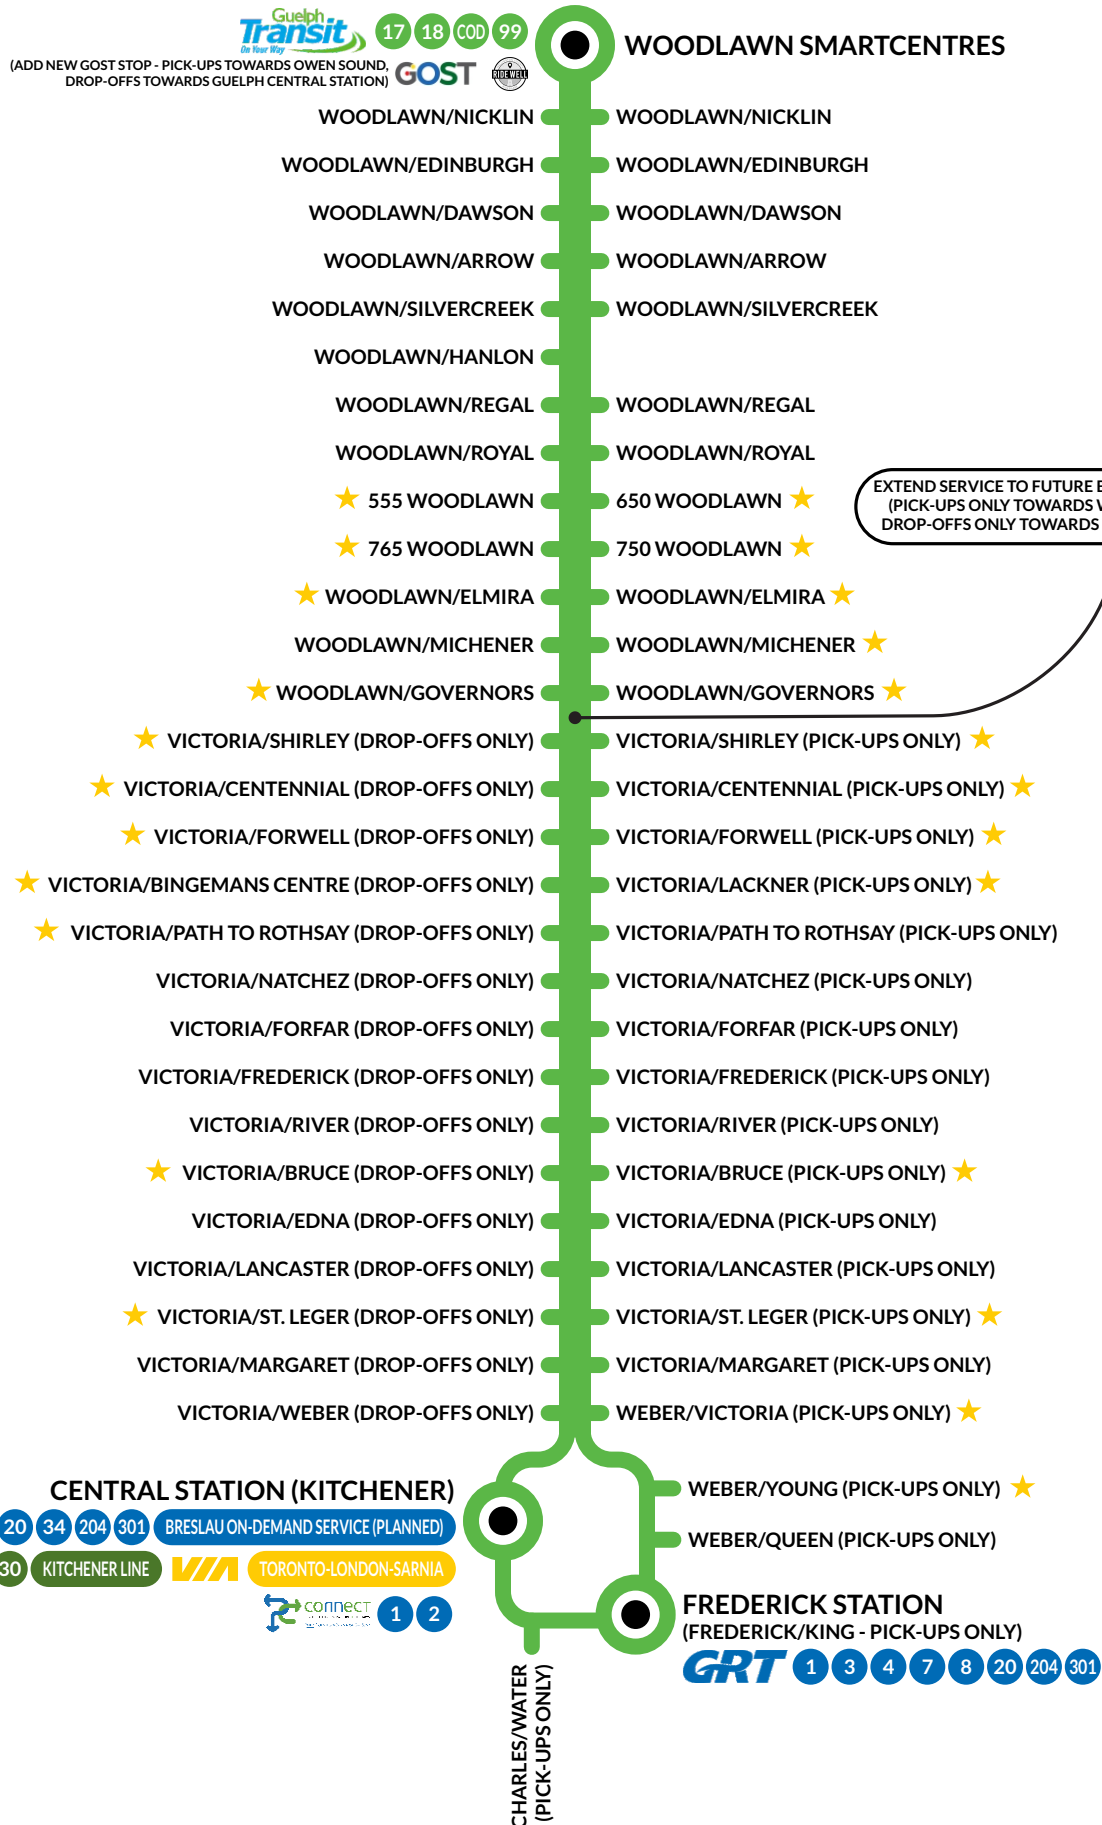 Guelph
Transit
On Your Way
17 18 COD 99
WOODLAWN SMARTCENTRES
(ADD NEW GOST STOP - PICK-UPS TOWARDS OWEN SOUND,
DROP-OFFS TOWARDS GUELPH CENTRAL STATION)
GOST
RIDE WELL
WOODLAWN/NICKLIN WOODLAWN/NICKLIN
WOODLAWN/EDINBURGH WOODLAWN/EDINBURGH
WOODLAWN/DAWSON WOODLAWN/DAWSON
WOODLAWN/ARROW WOODLAWN/ARROW
WOODLAWN/SILVERCREEK WOODLAWN/SILVERCREEK
WOODLAWN/HANLON
WOODLAWN/REGAL WOODLAWN/REGAL
WOODLAWN/ROYAL WOODLAWN/ROYAL
555 WOODLAWN 650 WOODLAWN
EXTEND SERVICE TO FUTURE
(PICK-UPS ONLY TOWARDS
DROP-OFFS ONLY TOWARDS
765 WOODLAWN 750 WOODLAWN
WOODLAWN/ELMIRA WOODLAWN/ELMIRA
WOODLAWN/MICHENER WOODLAWN/MICHENER
WOODLAWN/GOVERNORS WOODLAWN/GOVERNORS
VICTORIA/SHIRLEY (DROP-OFFS ONLY) VICTORIA/SHIRLEY (PICK-UPS ONLY)
VICTORIA/CENTENNIAL (DROP-OFFS ONLY) VICTORIA/CENTENNIAL (PICK-UPS ONLY)
VICTORIA/FORWELL (DROP-OFFS ONLY) VICTORIA/FORWELL (PICK-UPS ONLY)
VICTORIA/BINGEMANS CENTRE (DROP-OFFS ONLY) VICTORIA/LACKNER (PICK-UPS ONLY)
VICTORIA/PATH TO ROTHSAY (DROP-OFFS ONLY) VICTORIA/PATH TO ROTHSAY (PICK-UPS ONLY)
VICTORIA/NATCHEZ (DROP-OFFS ONLY) VICTORIA/NATCHEZ (PICK-UPS ONLY)
VICTORIA/FORFAR (DROP-OFFS ONLY) VICTORIA/FORFAR (PICK-UPS ONLY)
VICTORIA/FREDERICK (DROP-OFFS ONLY) VICTORIA/FREDERICK (PICK-UPS ONLY)
VICTORIA/RIVER (DROP-OFFS ONLY) VICTORIA/RIVER (PICK-UPS ONLY)
VICTORIA/BRUCE (DROP-OFFS ONLY) VICTORIA/BRUCE (PICK-UPS ONLY)
VICTORIA/EDNA (DROP-OFFS ONLY) VICTORIA/EDNA (PICK-UPS ONLY)
VICTORIA/LANCASTER (DROP-OFFS ONLY) VICTORIA/LANCASTER (PICK-UPS ONLY)
VICTORIA/ST. LEGER (DROP-OFFS ONLY) VICTORIA/ST. LEGER (PICK-UPS ONLY)
VICTORIA/MARGARET (DROP-OFFS ONLY) VICTORIA/MARGARET (PICK-UPS ONLY)
VICTORIA/WEBER (DROP-OFFS ONLY) WEBER/VICTORIA (PICK-UPS ONLY)
CENTRAL STATION (KITCHENER)
20 34 204 301 BRESLAU ON-DEMAND SERVICE (PLANNED)
30 KITCHENER LINE VIA TORONTO-LONDON-SARNIA
connect 1 2
WEBER/YOUNG (PICK-UPS ONLY)
WEBER/QUEEN (PICK-UPS ONLY)
FREDERICK STATION
(FREDERICK/KING - PICK-UPS ONLY)
GRT 1 3 4 7 8 20 204 301
CHARLES/WATER
(PICK-UPS ONLY)